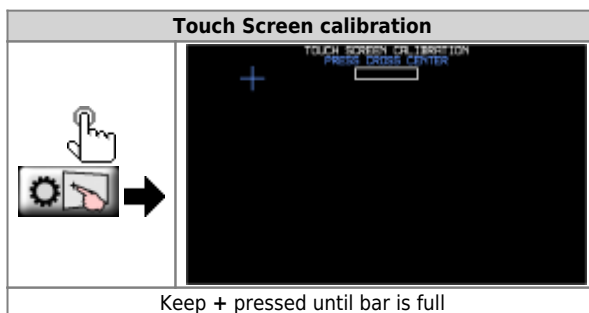 Touch Screen calibration
TOUCH SCREEN CALIBRATION
PRESS CROSS CENTER
Keep + pressed until bar is full